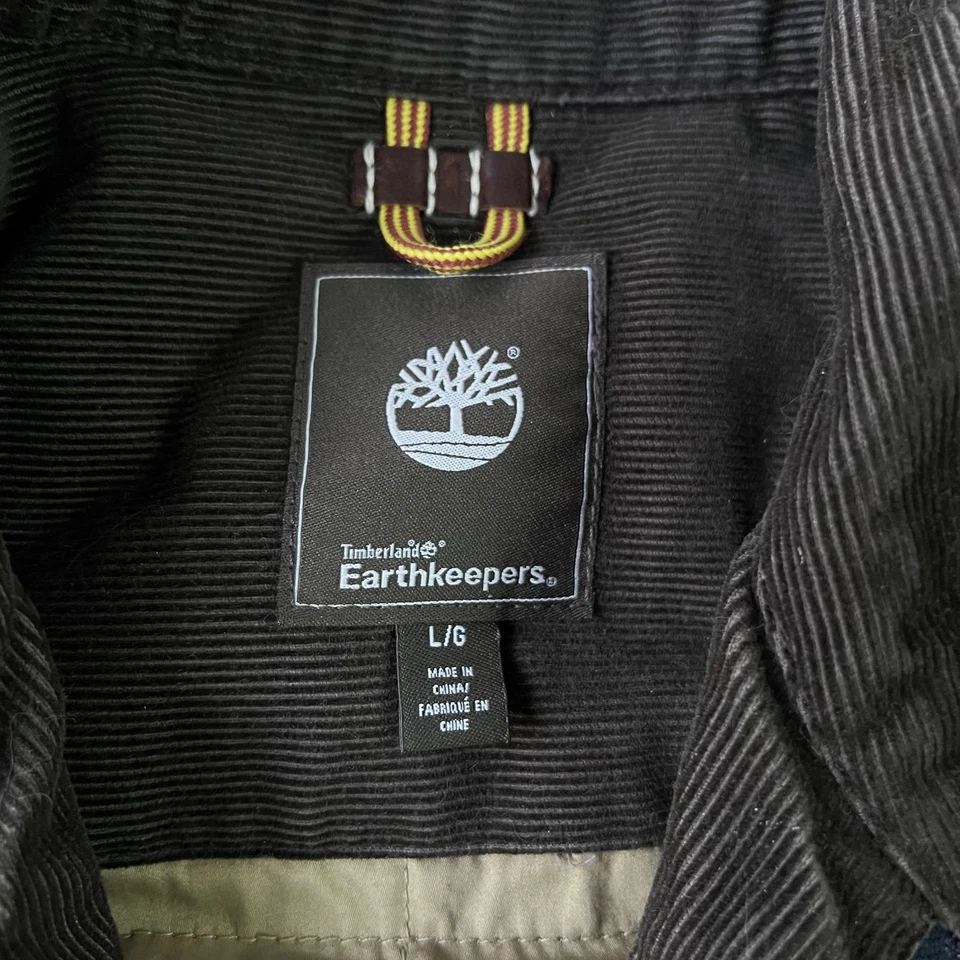 ®
Timberland®
Earthkeepers®
L/G
MADE IN
CHINA/
FABRIQUÉ EN
CHINE